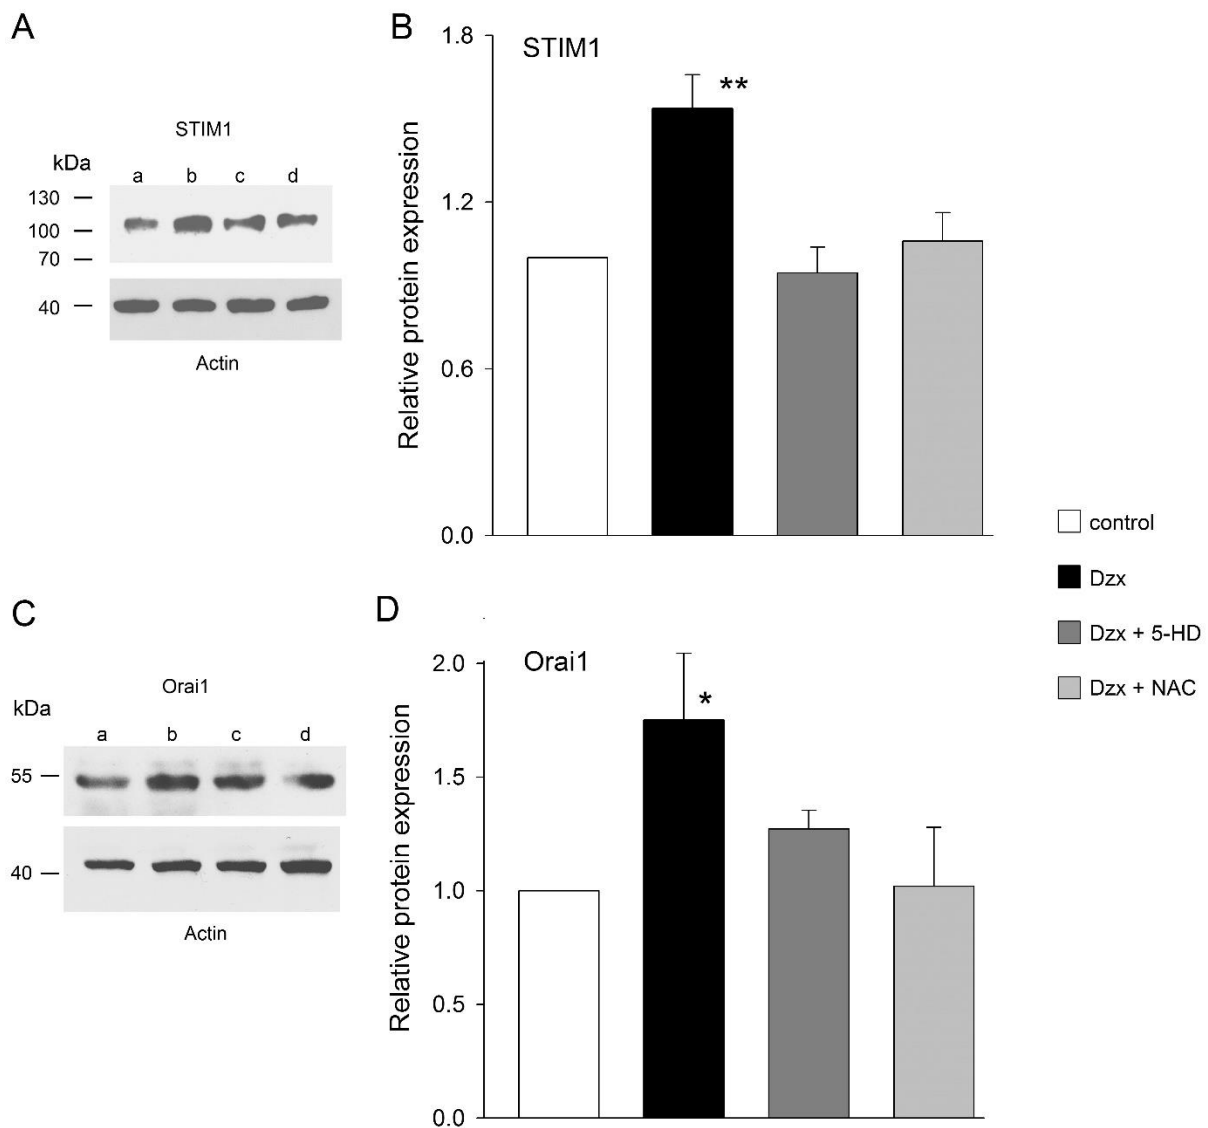 A
STIM1
kDa
a b c d
130
100
70
40
Actin
B
STIM1
**
Relative protein expression
1.8
1.2
0.6
0.0
control
Dzx
Dzx + 5-HD
Dzx + NAC
C
Orai1
kDa
a b c d
55
40
Actin
D
Orai1
*
Relative protein expression
2.0
1.5
1.0
0.5
0.0